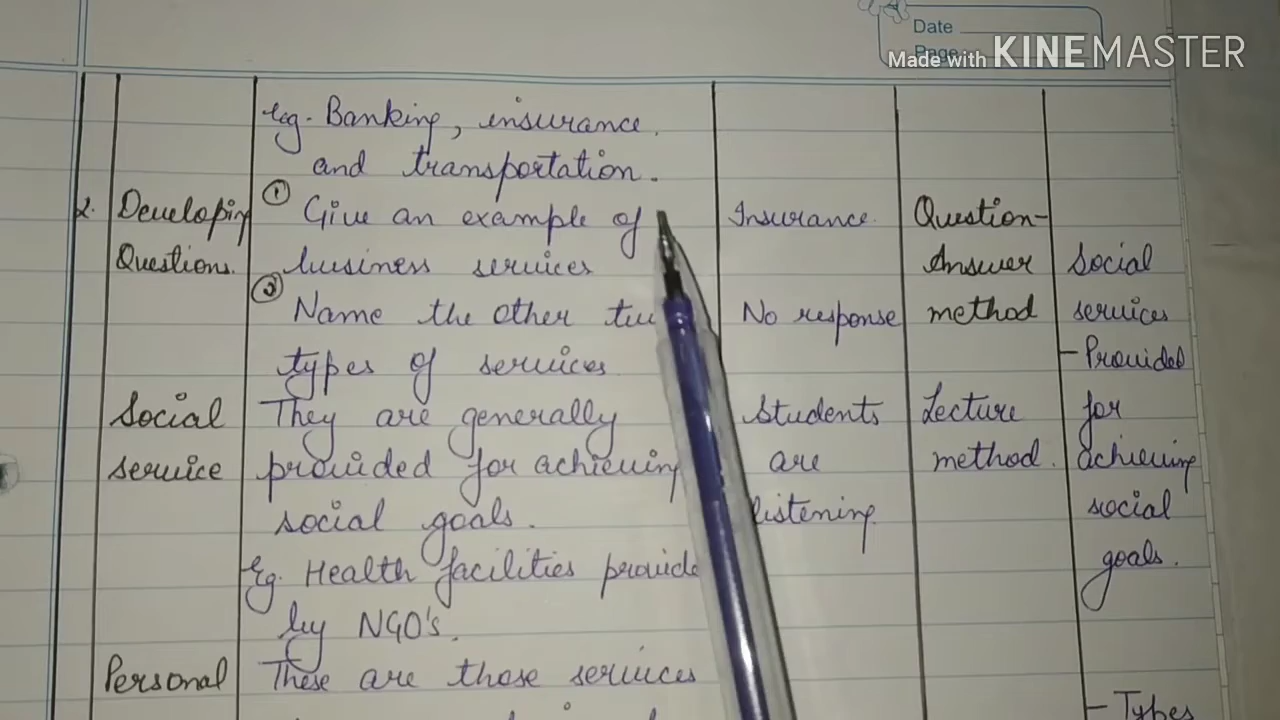 Date
Page
Made with KINEMASTER
eg. Banking, insurance.
and transportation.
2. Developing ① Give an example of Insurance. Question-
Questions. business services Answer Social
② Name the other No response method services
types of services - Provided
Social They are generally Students Lecture for
service provided for achieving are method. achieving
social goals. listening. social
Eg. Health facilities provide goals.
by NGO's.
Personal These are those services
- Types